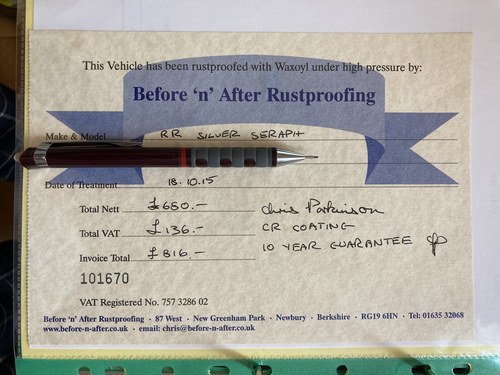 This Vehicle has been rustproofed with Waxoyl under high pressure by:
Before 'n' After Rustproofing
Make & Model RR SILVER SERAPH
Date of Treatment 18.10.15
Total Nett £680.— Chris Parkinson
Total VAT £136.— CR COATING
Invoice Total £816.— 10 YEAR GUARANTEE
101670
VAT Registered No. 757 3286 02
Before 'n' After Rustproofing · 87 West · New Greenham Park · Newbury · Berkshire · RG19 6HN · Tel: 01635 32068
www.before-n-after.co.uk · email: chris@before-n-after.co.uk